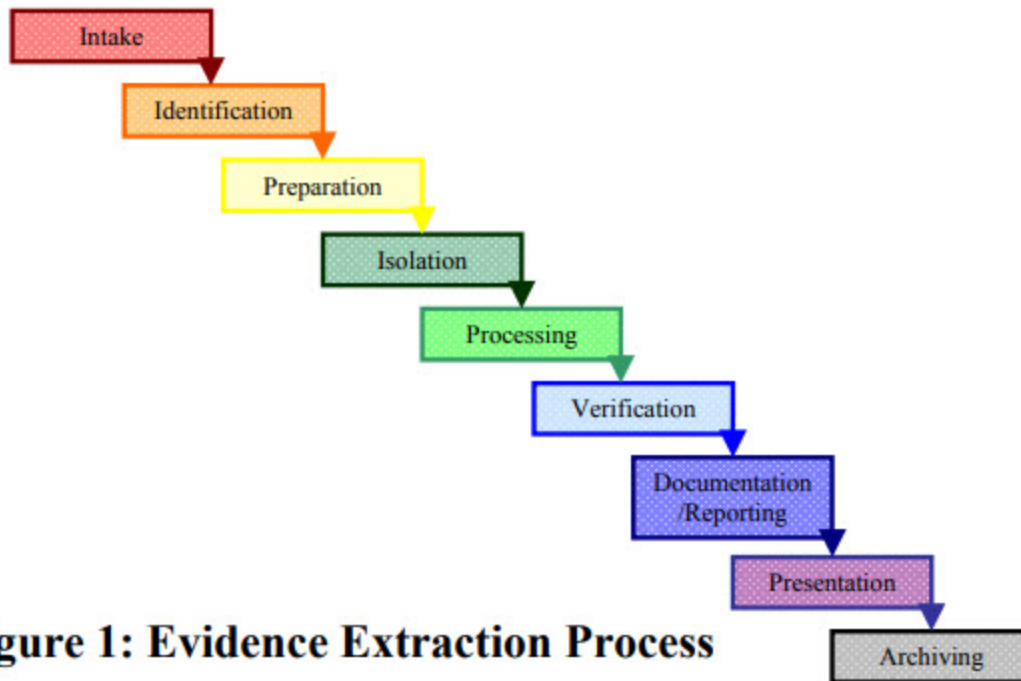 Intake
Identification
Preparation
Isolation
Processing
Verification
Documentation
/Reporting
Presentation
gure 1: Evidence Extraction Process
Archiving